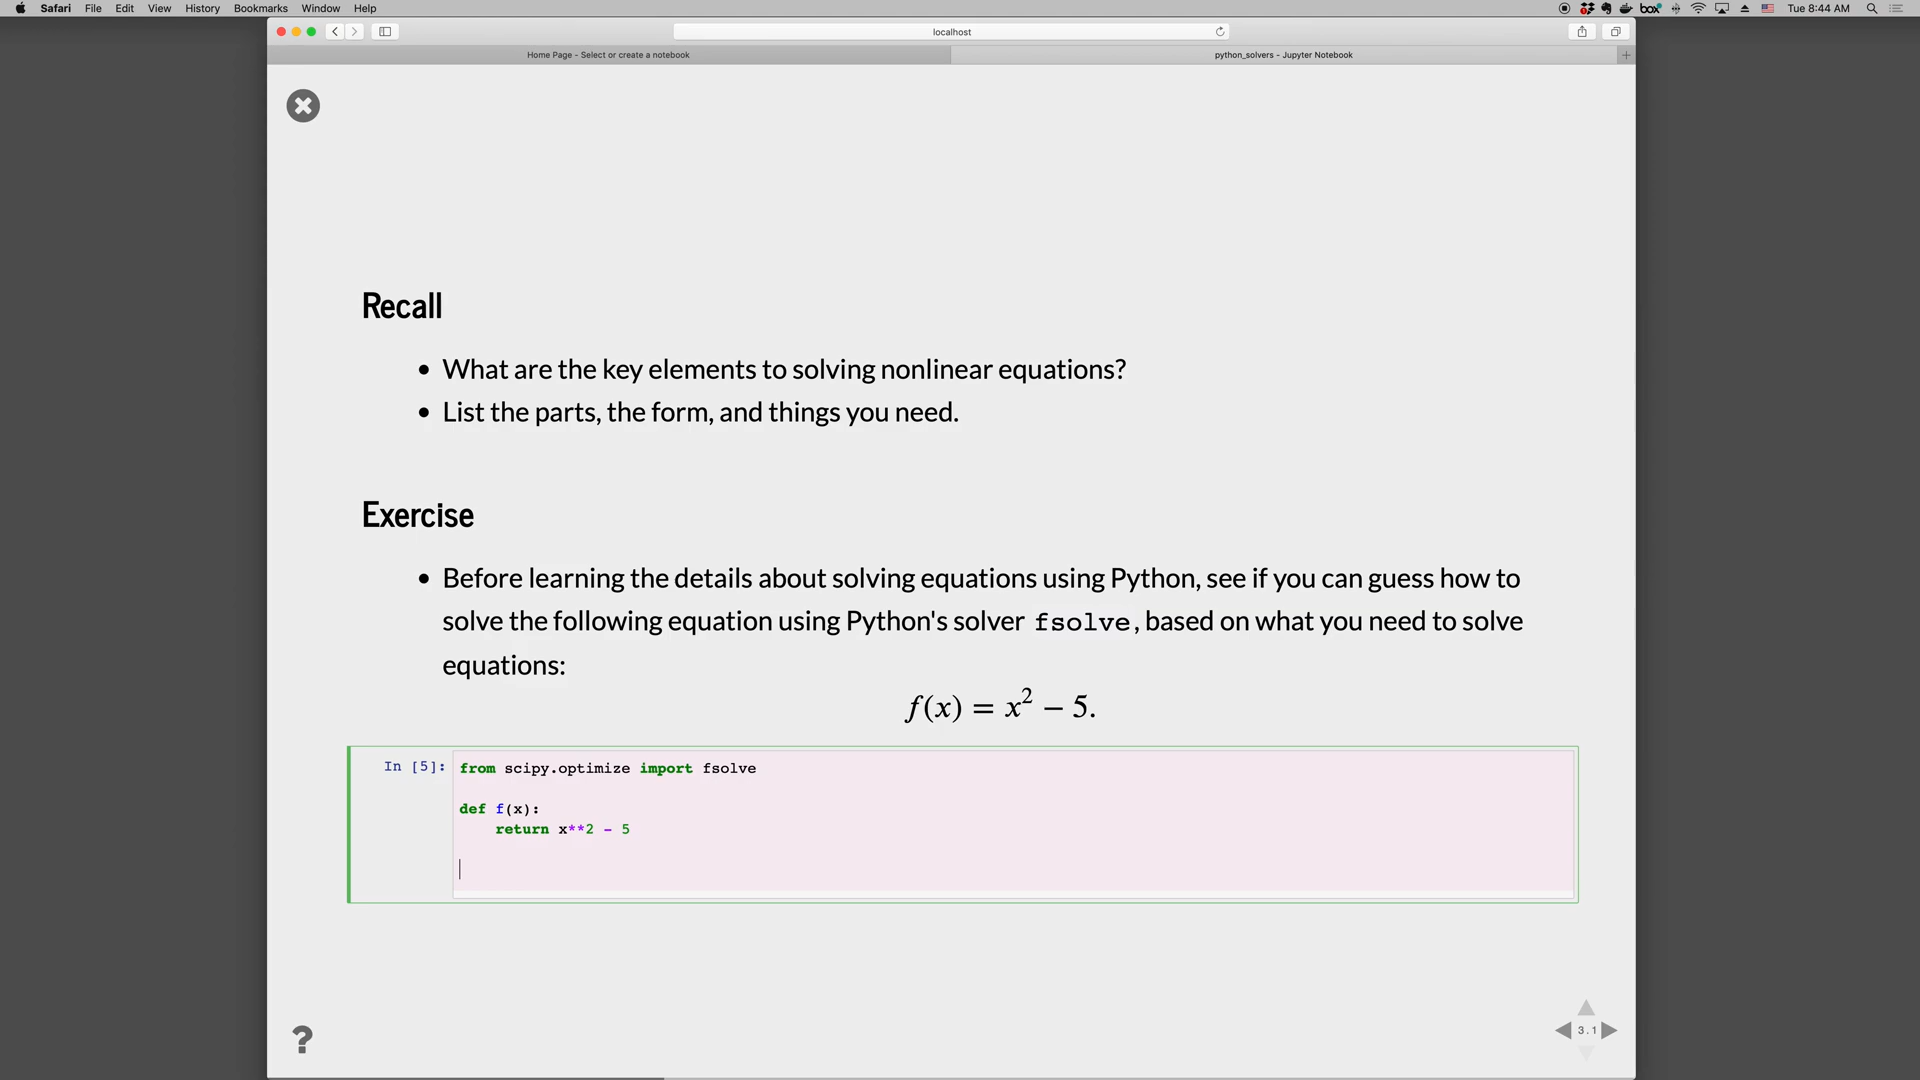 Safari File Edit View History Bookmarks Window Help box Tue 8:44 AM
localhost
Home Page - Select or create a notebook python_solvers - Jupyter Notebook
Recall
• What are the key elements to solving nonlinear equations?
• List the parts, the form, and things you need.
Exercise
• Before learning the details about solving equations using Python, see if you can guess how to
solve the following equation using Python's solver fsolve, based on what you need to solve
equations:
f(x) = x² − 5.
In [5]: from scipy.optimize import fsolve
def f(x):
    return x**2 - 5
3.1